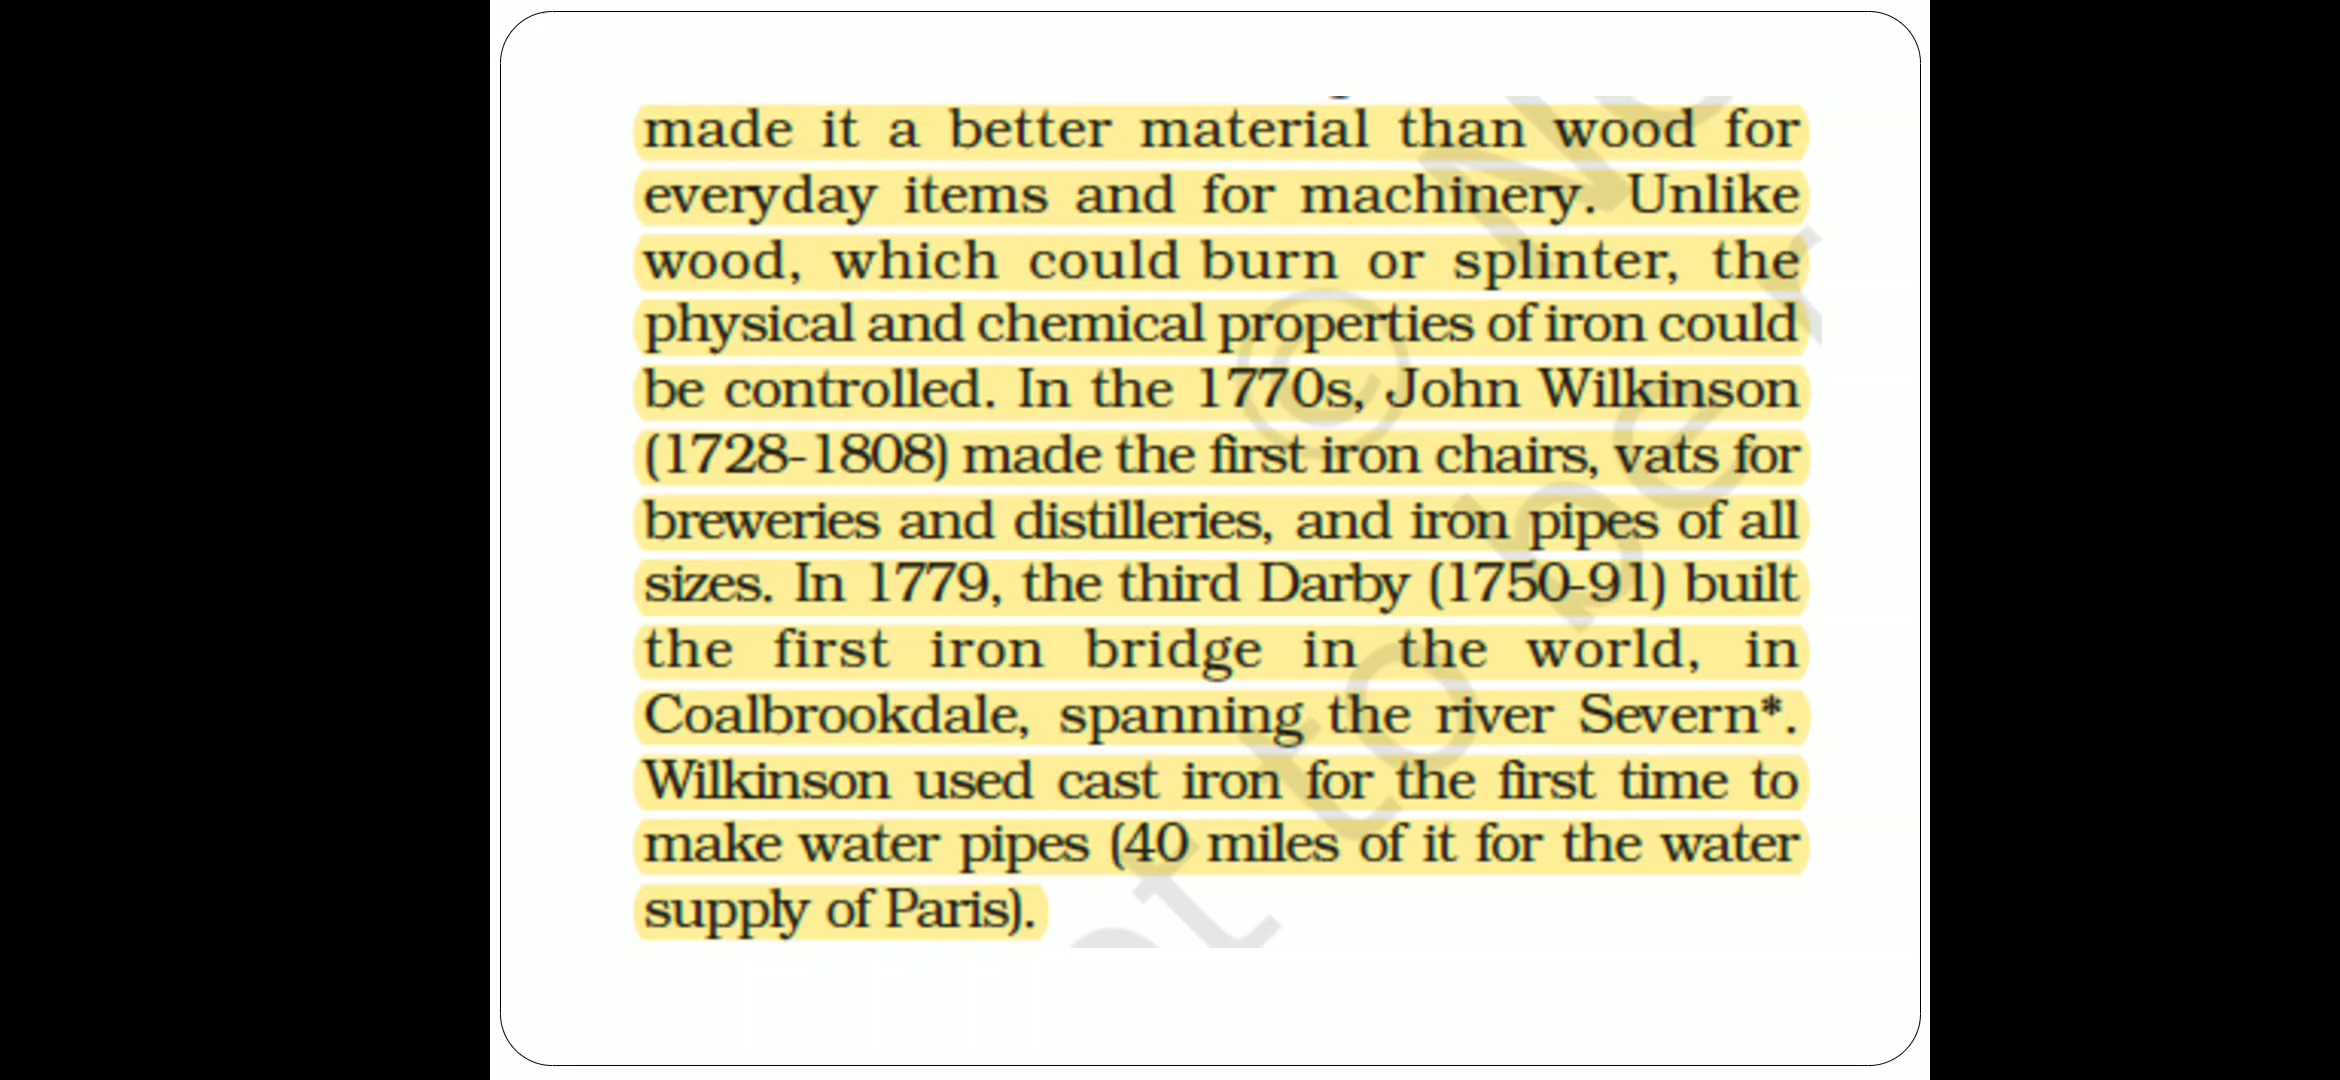 made it a better material than wood for
everyday items and for machinery. Unlike
wood, which could burn or splinter, the
physical and chemical properties of iron could
be controlled. In the 1770s, John Wilkinson
(1728-1808) made the first iron chairs, vats for
breweries and distilleries, and iron pipes of all
sizes. In 1779, the third Darby (1750-91) built
the first iron bridge in the world, in
Coalbrookdale, spanning the river Severn*.
Wilkinson used cast iron for the first time to
make water pipes (40 miles of it for the water
supply of Paris).